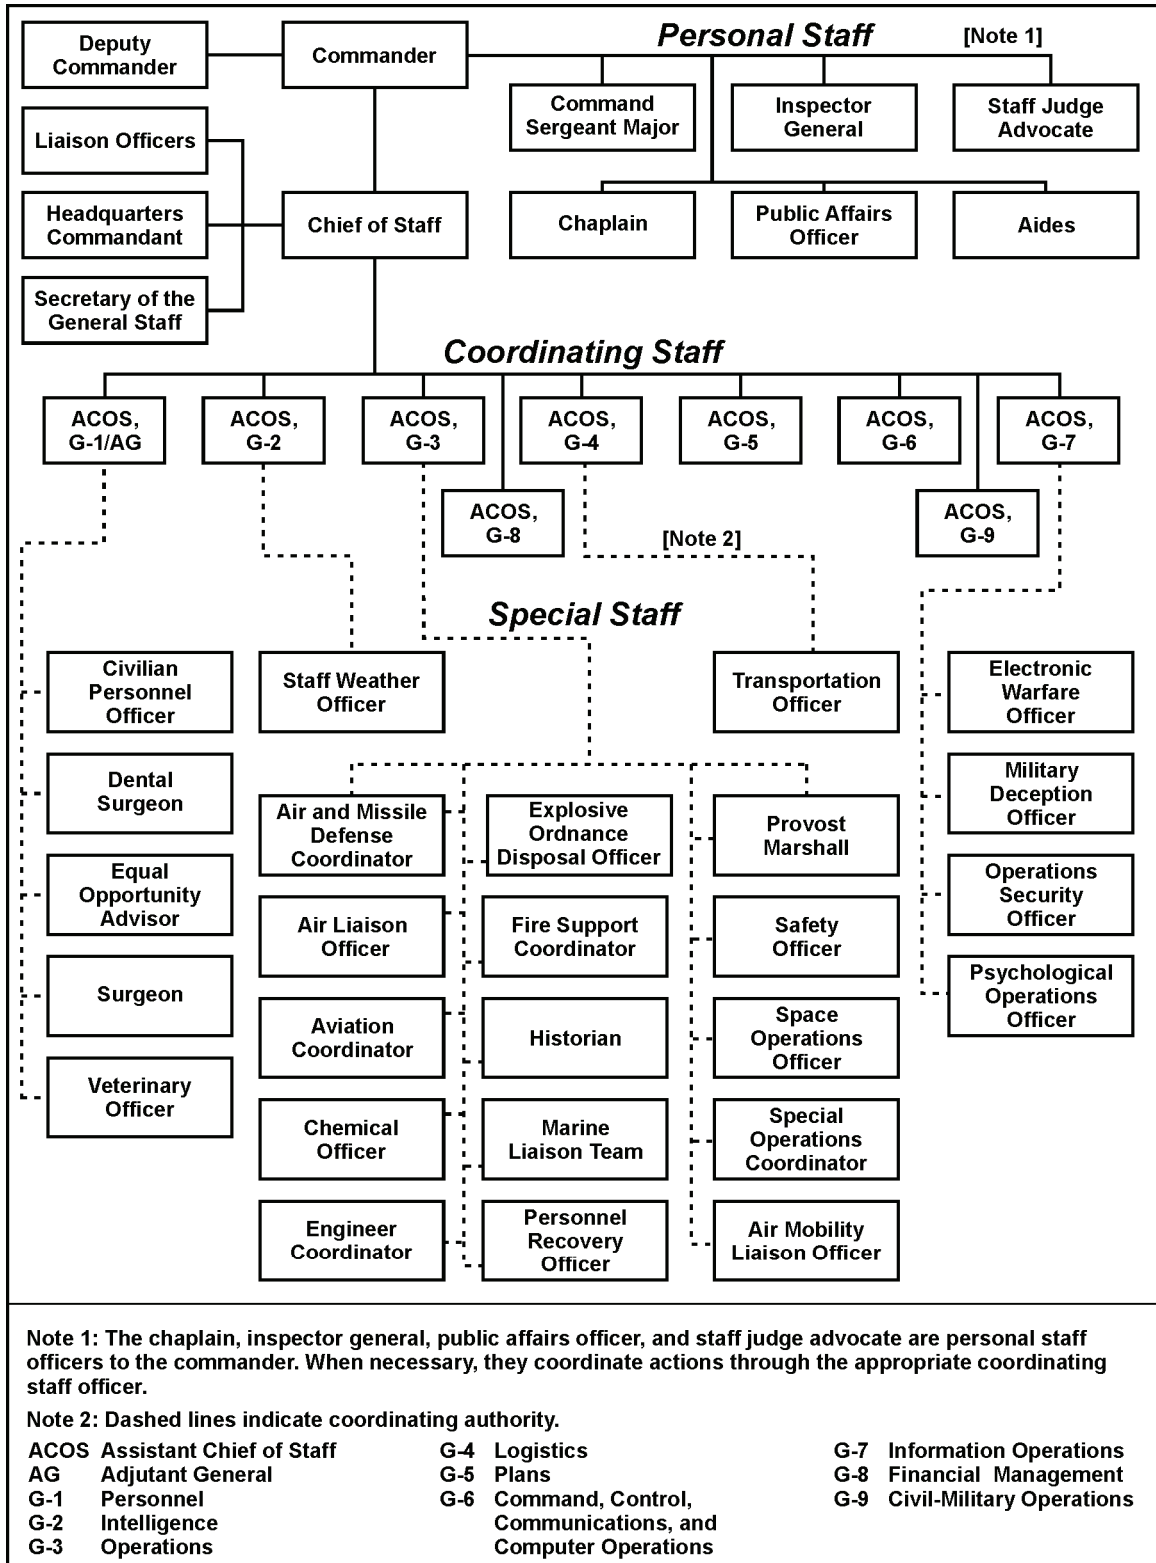 Deputy
Commander
Commander
Personal Staff
[Note 1]
Command
Sergeant Major
Inspector
General
Staff Judge
Advocate
Liaison Officers
Headquarters
Commandant
Chief of Staff
Chaplain
Public Affairs
Officer
Aides
Secretary of the
General Staff
Coordinating Staff
ACOS,
G-1/AG
ACOS,
G-2
ACOS,
G-3
ACOS,
G-4
ACOS,
G-5
ACOS,
G-6
ACOS,
G-7
ACOS,
G-8
ACOS,
G-9
[Note 2]
Special Staff
Civilian
Personnel
Officer
Dental
Surgeon
Equal
Opportunity
Advisor
Surgeon
Veterinary
Officer
Staff Weather
Officer
Transportation
Officer
Air and Missile
Defense
Coordinator
Air Liaison
Officer
Aviation
Coordinator
Chemical
Officer
Engineer
Coordinator
Explosive
Ordnance
Disposal Officer
Fire Support
Coordinator
Historian
Marine
Liaison Team
Personnel
Recovery
Officer
Provost
Marshall
Safety
Officer
Space
Operations
Officer
Special
Operations
Coordinator
Air Mobility
Liaison Officer
Electronic
Warfare
Officer
Military
Deception
Officer
Operations
Security
Officer
Psychological
Operations
Officer
Note 1: The chaplain, inspector general, public affairs officer, and staff judge advocate are personal staff
officers to the commander. When necessary, they coordinate actions through the appropriate coordinating
staff officer.
Note 2: Dashed lines indicate coordinating authority.
ACOS Assistant Chief of Staff
AG Adjutant General
G-1 Personnel
G-2 Intelligence
G-3 Operations
G-4 Logistics
G-5 Plans
G-6 Command, Control,
Communications, and
Computer Operations
G-7 Information Operations
G-8 Financial Management
G-9 Civil-Military Operations